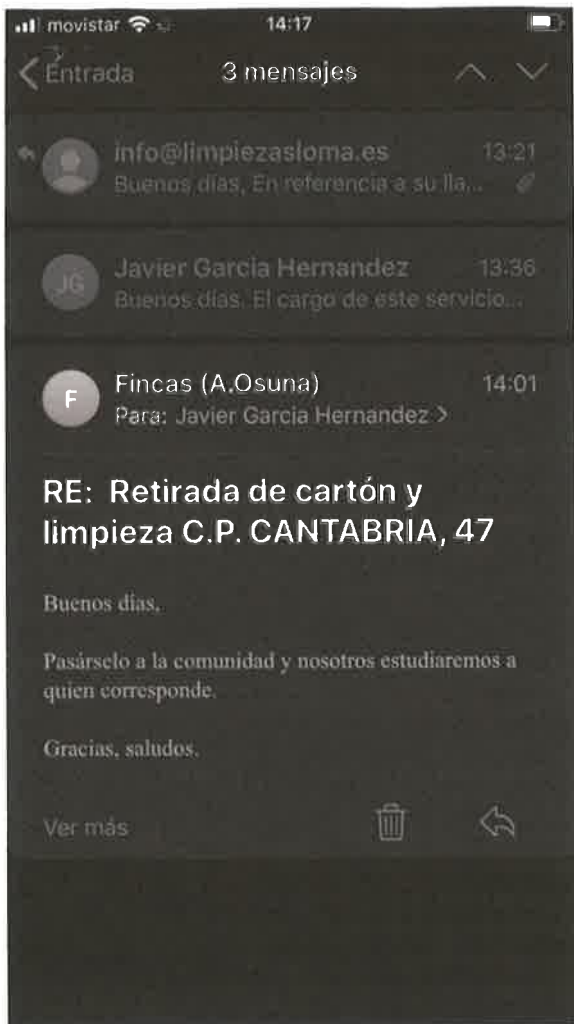 movistar 14:17
Entrada 3 mensajes
info@limpiezasloma.es 13:21
Buenos días, En referencia a su lla...
JG Javier Garcia Hernandez 13:36
Buenos días. El cargo de este servicio...
F Fincas (A.Osuna) 14:01
Para: Javier Garcia Hernandez >
RE: Retirada de cartón y
limpieza C.P. CANTABRIA, 47
Buenos días,
Pasárselo a la comunidad y nosotros estudiaremos a
quien corresponde.
Gracias, saludos.
Ver más